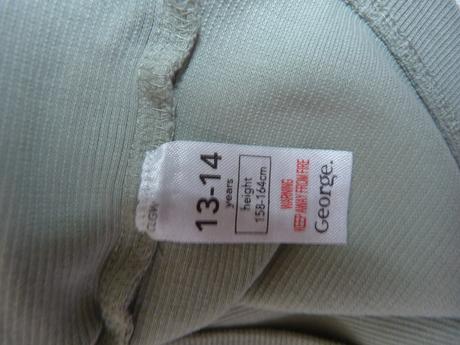 13-14
years
height
158-164cm
WARNING
KEEP AWAY FROM FIRE
George.